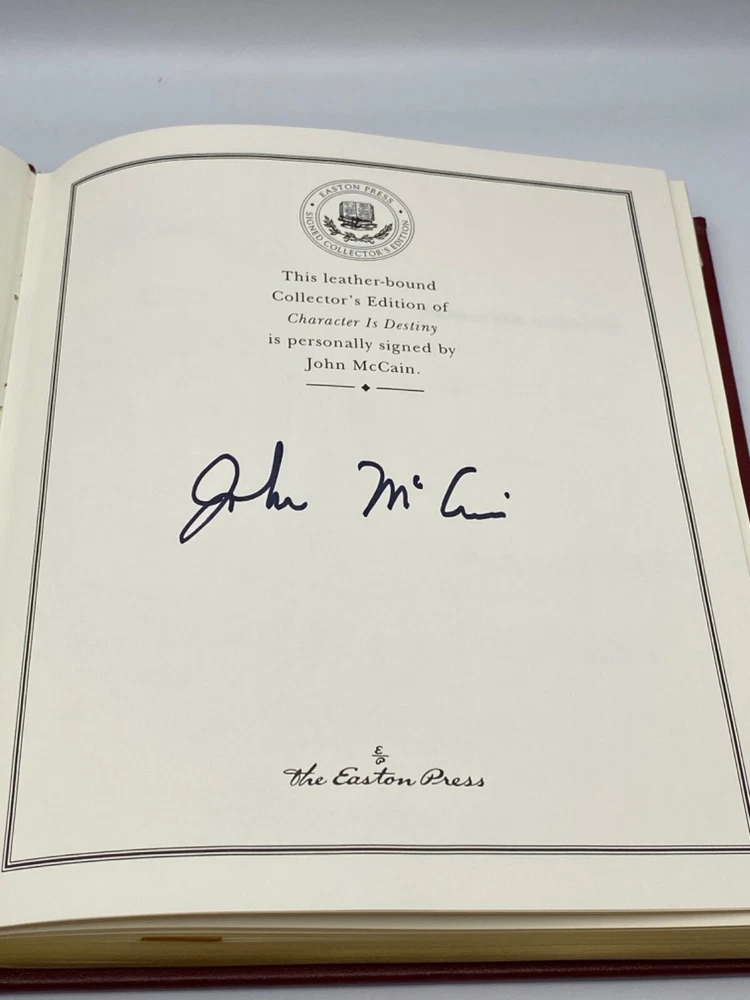 EASTON PRESS
SIGNED COLLECTOR'S EDITION
This leather-bound
Collector's Edition of
Character Is Destiny
is personally signed by
John McCain.
John McCain
E
P
The Easton Press